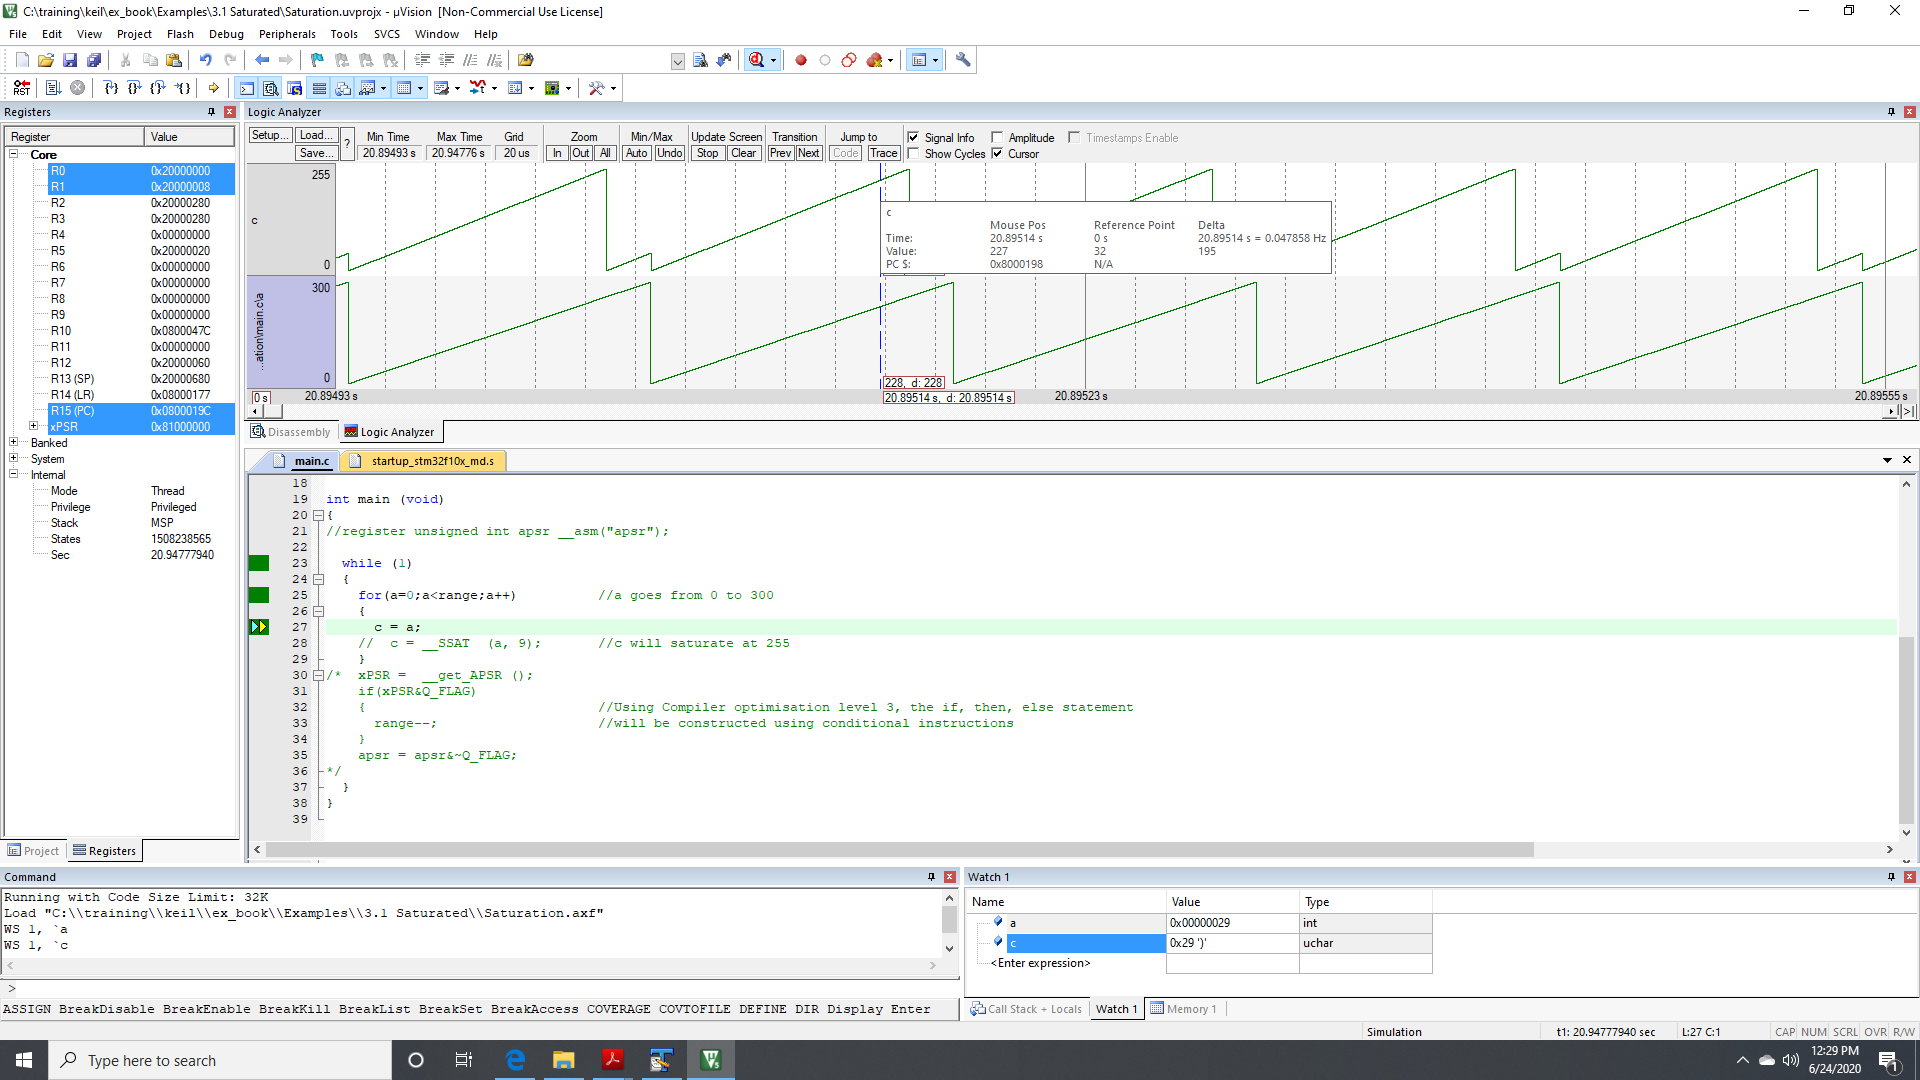 C:\training\keil\ex_book\Examples\3.1 Saturated\Saturation.uvprojx - µVision [Non-Commercial Use License]
File Edit View Project Flash Debug Peripherals Tools SVCS Window Help
RST
Registers
Register Value
Core
R0 0x20000000
R1 0x20000008
R2 0x20000280
R3 0x20000280
R4 0x00000000
R5 0x20000020
R6 0x00000000
R7 0x00000000
R8 0x00000000
R9 0x00000000
R10 0x0800047C
R11 0x00000000
R12 0x20000060
R13 (SP) 0x20000680
R14 (LR) 0x08000177
R15 (PC) 0x0800019C
xPSR 0x81000000
Banked
System
Internal
Mode Thread
Privilege Privileged
Stack MSP
States 1508238565
Sec 20.94777940
Project Registers
Logic Analyzer
Setup... Load... Save... ?
Min Time Max Time Grid Zoom Min/Max Update Screen Transition Jump to
20.89493 s 20.94776 s 20 us In Out All Auto Undo Stop Clear Prev Next Code Trace
Signal Info Amplitude Timestamps Enable
Show Cycles Cursor
255
c
0
300
...ation\main.c\a
0
c
Mouse Pos Reference Point Delta
Time: 20.89514 s 0 s 20.89514 s = 0.047858 Hz
Value: 227 32 195
PC $: 0x8000198 N/A
228, d: 228
0 s 20.89493 s 20.89514 s, d: 20.89514 s 20.89523 s 20.89555 s
Disassembly Logic Analyzer
main.c startup_stm32f10x_md.s
18
19 int main (void)
20 {
21 //register unsigned int apsr __asm("apsr");
22
23 while (1)
24 {
25 for(a=0;a<range;a++) //a goes from 0 to 300
26 {
27 c = a;
28 // c = __SSAT (a, 9); //c will saturate at 255
29 }
30 /* xPSR = __get_APSR ();
31 if(xPSR&Q_FLAG)
32 { //Using Compiler optimisation level 3, the if, then, else statement
33 range--; //will be constructed using conditional instructions
34 }
35 apsr = apsr&~Q_FLAG;
36 */
37 }
38 }
39
Command
Running with Code Size Limit: 32K
Load "C:\\training\\keil\\ex_book\\Examples\\3.1 Saturated\\Saturation.axf"
WS 1, `a
WS 1, `c
>
ASSIGN BreakDisable BreakEnable BreakKill BreakList BreakSet BreakAccess COVERAGE COVTOFILE DEFINE DIR Display Enter
Watch 1
Name Value Type
a 0x00000029 int
c 0x29 ')' uchar
<Enter expression>
Call Stack + Locals Watch 1 Memory 1
Simulation t1: 20.94777940 sec L:27 C:1 CAP NUM SCRL OVR R/W
Type here to search
12:29 PM
6/24/2020
1